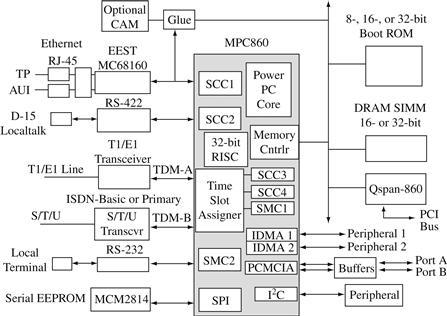 Optional
CAM
Glue
8-, 16-, or 32-bit
Boot ROM
Ethernet
RJ-45
EEST
MC68160
MPC860
TP
AUI
SCC1
Power
PC
Core
RS-422
D-15
Localtalk
SCC2
DRAM SIMM
16- or 32-bit
T1/E1
Transceiver
32-bit
RISC
Memory
Cntrlr
T1/E1 Line
TDM-A
SCC3
Time
Slot
Assigner
SCC4
SMC1
Qspan-860
ISDN-Basic or Primary
S/T/U
S/T/U
Transcvr
TDM-B
PCI
Bus
IDMA 1
Peripheral 1
IDMA 2
Peripheral 2
RS-232
Local
Terminal
SMC2
PCMCIA
Buffers
Port A
Port B
Serial EEPROM
MCM2814
SPI
I²C
Peripheral